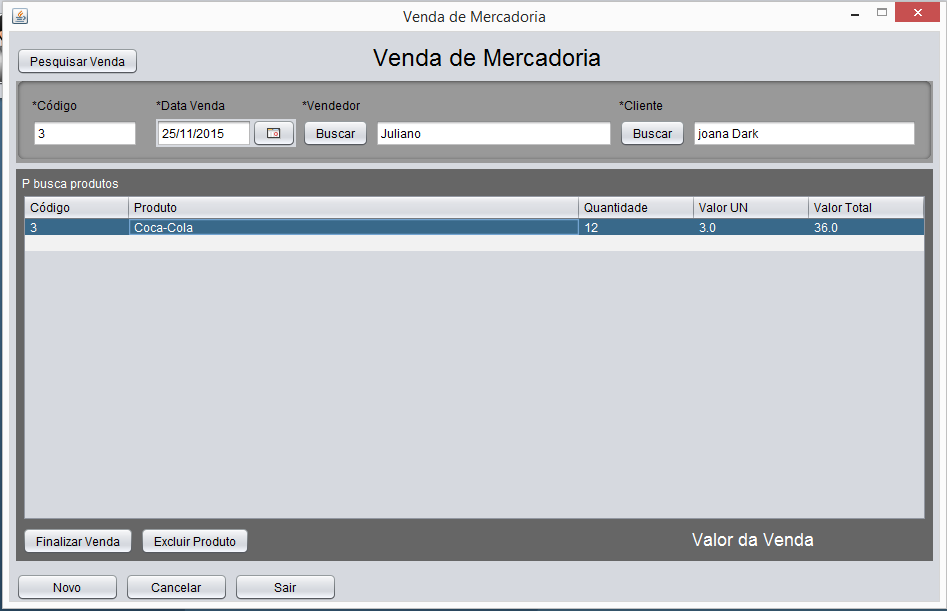 Venda de Mercadoria
Pesquisar Venda
Venda de Mercadoria
*Código *Data Venda *Vendedor *Cliente
3 25/11/2015 Buscar Juliano Buscar joana Dark
P busca produtos
Código Produto Quantidade Valor UN Valor Total
3 Coca-Cola 12 3.0 36.0
Finalizar Venda Excluir Produto Valor da Venda
Novo Cancelar Sair